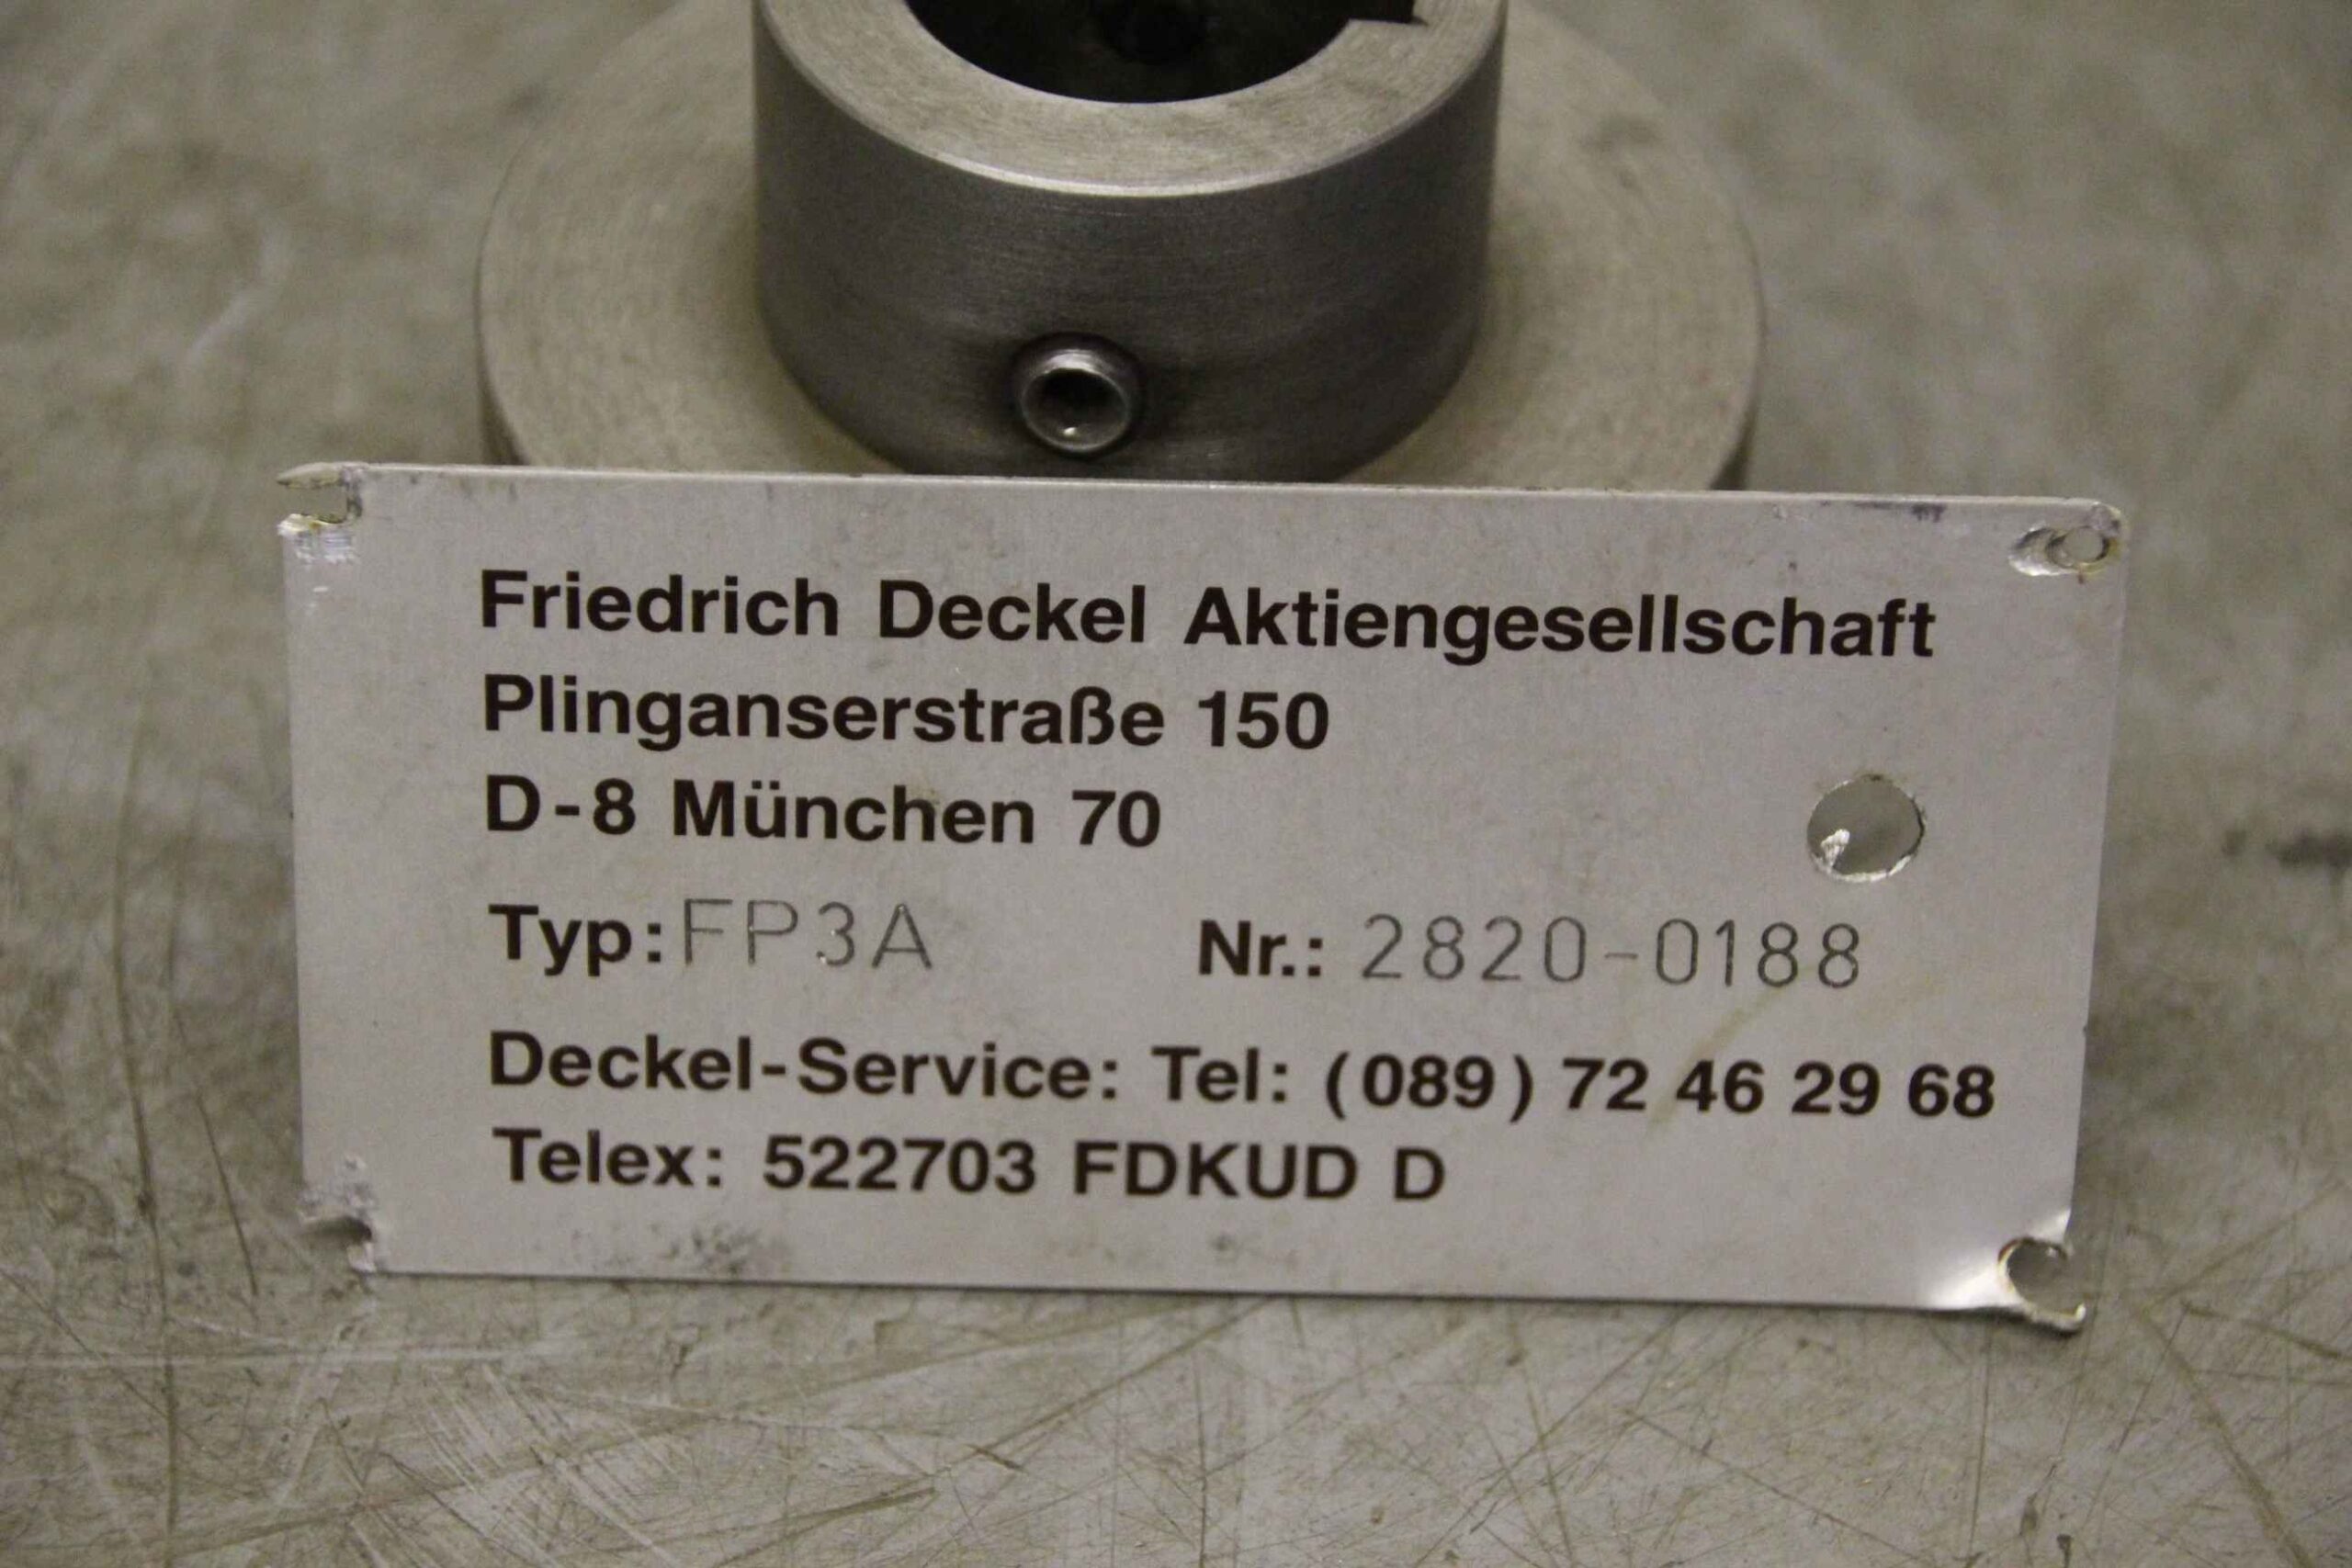 Friedrich Deckel Aktiengesellschaft
Plinganserstraße 150
D-8 München 70
Typ: FP3A Nr.: 2820-0188
Deckel-Service: Tel: (089) 72 46 29 68
Telex: 522703 FDKUD D